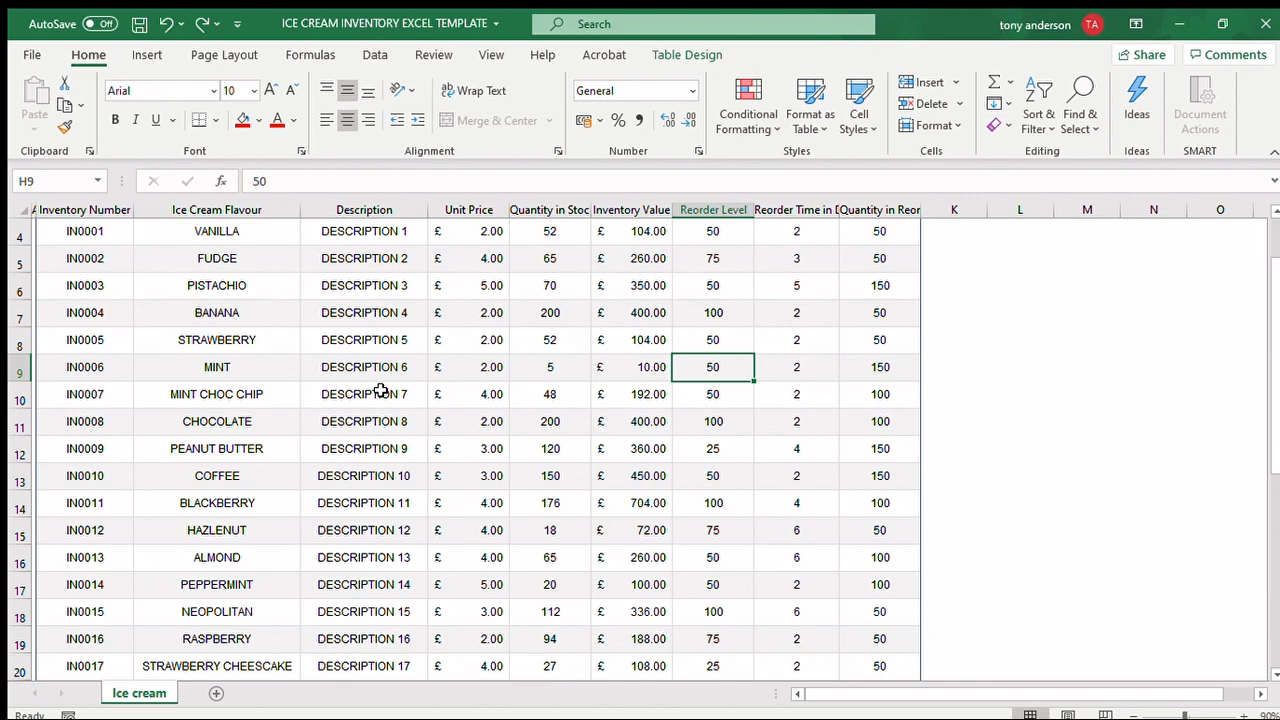 AutoSave Off ICE CREAM INVENTORY EXCEL TEMPLATE Search tony anderson TA
File Home Insert Page Layout Formulas Data Review View Help Acrobat Table Design Share Comments
Paste Arial 10 Wrap Text General Conditional Formatting Format as Table Cell Styles Insert Sort & Filter Find & Select Ideas Document Actions
B I U Merge & Center % Delete
Format
Clipboard Font Alignment Number Styles Cells Editing Ideas SMART
H9 fx 50
Inventory Number Ice Cream Flavour Description Unit Price Quantity in Stoc Inventory Value Reorder Level Reorder Time in D Quantity in Reor K L M N O
4 IN0001 VANILLA DESCRIPTION 1 £ 2.00 52 £ 104.00 50 2 50
5 IN0002 FUDGE DESCRIPTION 2 £ 4.00 65 £ 260.00 75 3 50
6 IN0003 PISTACHIO DESCRIPTION 3 £ 5.00 70 £ 350.00 50 5 150
7 IN0004 BANANA DESCRIPTION 4 £ 2.00 200 £ 400.00 100 2 50
8 IN0005 STRAWBERRY DESCRIPTION 5 £ 2.00 52 £ 104.00 50 2 50
9 IN0006 MINT DESCRIPTION 6 £ 2.00 5 £ 10.00 50 2 150
10 IN0007 MINT CHOC CHIP DESCRIPTION 7 £ 4.00 48 £ 192.00 50 2 100
11 IN0008 CHOCOLATE DESCRIPTION 8 £ 2.00 200 £ 400.00 100 2 100
12 IN0009 PEANUT BUTTER DESCRIPTION 9 £ 3.00 120 £ 360.00 25 4 150
13 IN0010 COFFEE DESCRIPTION 10 £ 3.00 150 £ 450.00 50 2 150
14 IN0011 BLACKBERRY DESCRIPTION 11 £ 4.00 176 £ 704.00 100 4 100
15 IN0012 HAZLENUT DESCRIPTION 12 £ 4.00 18 £ 72.00 75 6 50
16 IN0013 ALMOND DESCRIPTION 13 £ 4.00 65 £ 260.00 50 6 100
17 IN0014 PEPPERMINT DESCRIPTION 14 £ 5.00 20 £ 100.00 50 2 100
18 IN0015 NEOPOLITAN DESCRIPTION 15 £ 3.00 112 £ 336.00 100 6 50
19 IN0016 RASPBERRY DESCRIPTION 16 £ 2.00 94 £ 188.00 75 2 50
20 IN0017 STRAWBERRY CHEESCAKE DESCRIPTION 17 £ 4.00 27 £ 108.00 25 2 50
Ice cream
Ready 90%